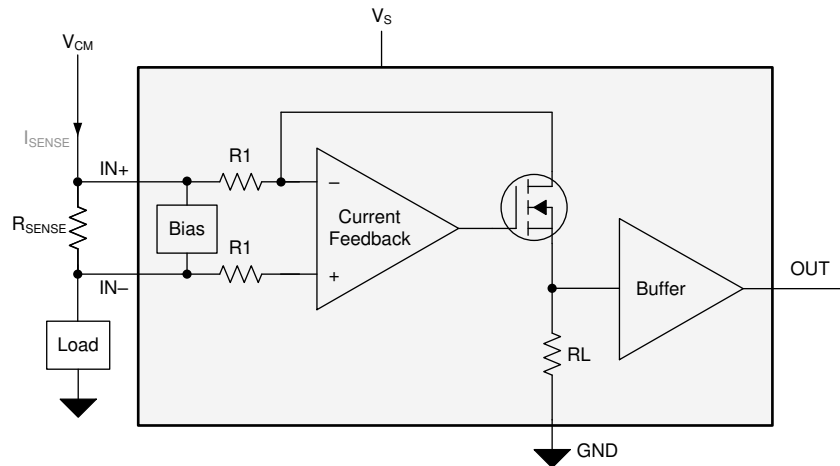 V_S
V_CM
I_SENSE
IN+
R1
R_SENSE
Bias
−
Current
Feedback
+
R1
IN−
Buffer
OUT
Load
RL
GND